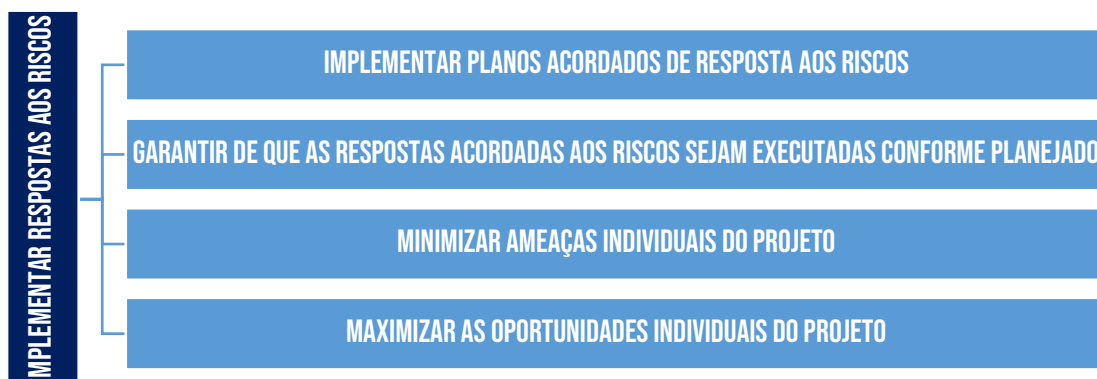 MPLEMENTAR RESPOSTAS AOS RISCOS
IMPLEMENTAR PLANOS ACORDADOS DE RESPOSTA AOS RISCOS
GARANTIR DE QUE AS RESPOSTAS ACORDADAS AOS RISCOS SEJAM EXECUTADAS CONFORME PLANEJADO
MINIMIZAR AMEAÇAS INDIVIDUAIS DO PROJETO
MAXIMIZAR AS OPORTUNIDADES INDIVIDUAIS DO PROJETO